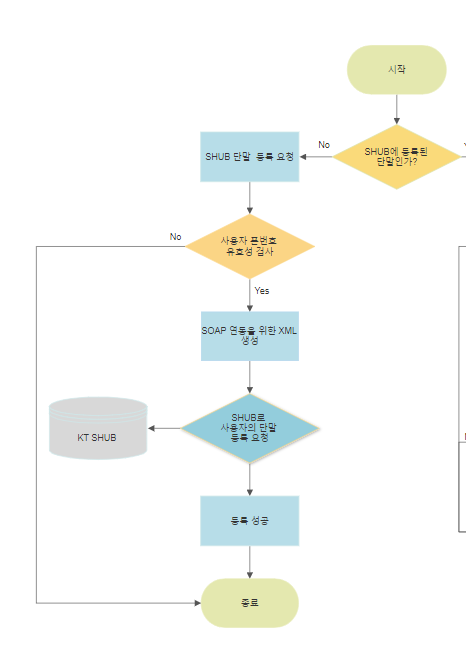 시작
SHUB에 등록된
단말인가?
No
SHUB 단말 등록 요청
사용자 폰번호
유효성 검사
No
Yes
SOAP 연동을 위한 XML
생성
SHUB로
사용자의 단말
등록 요청
KT SHUB
등록 성공
종료